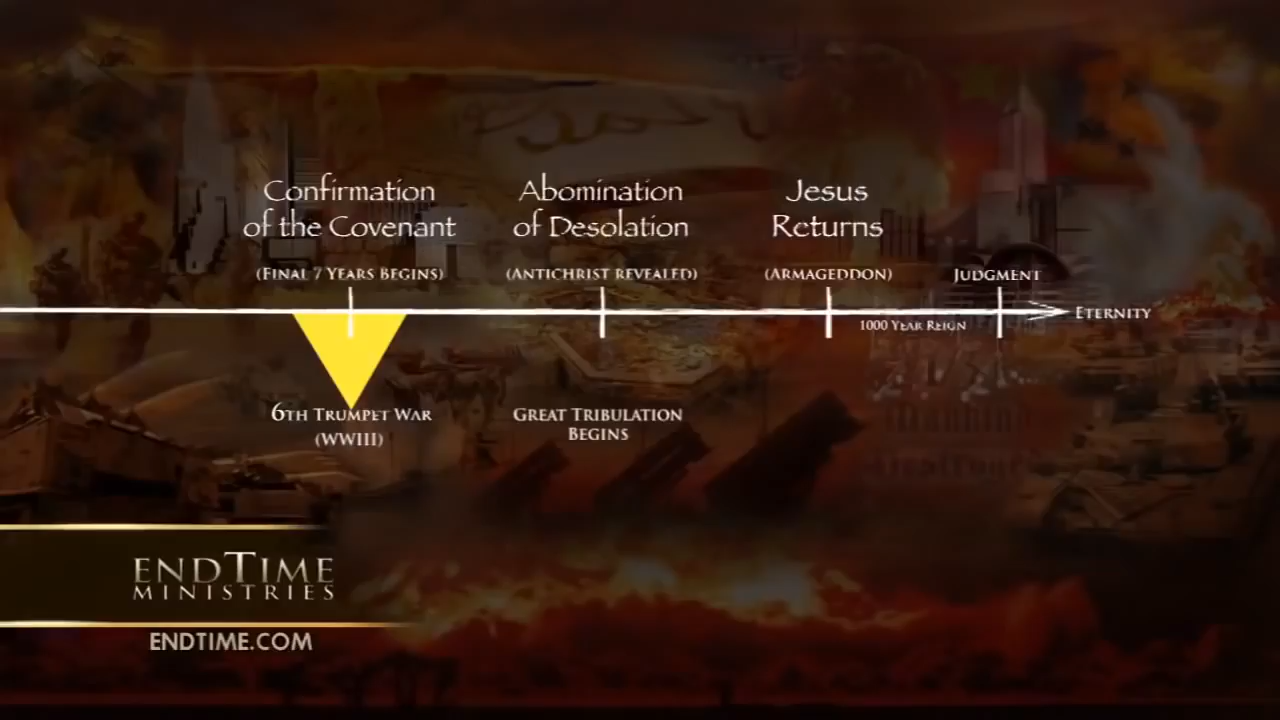 Confirmation
of the Covenant
(Final 7 Years Begins)
Abomination
of Desolation
(Antichrist revealed)
Jesus
Returns
(Armageddon)
Judgment
Eternity
1000 Year Reign
6th Trumpet War
(WWIII)
Great Tribulation
Begins
endTime
Ministries
ENDTIME.COM